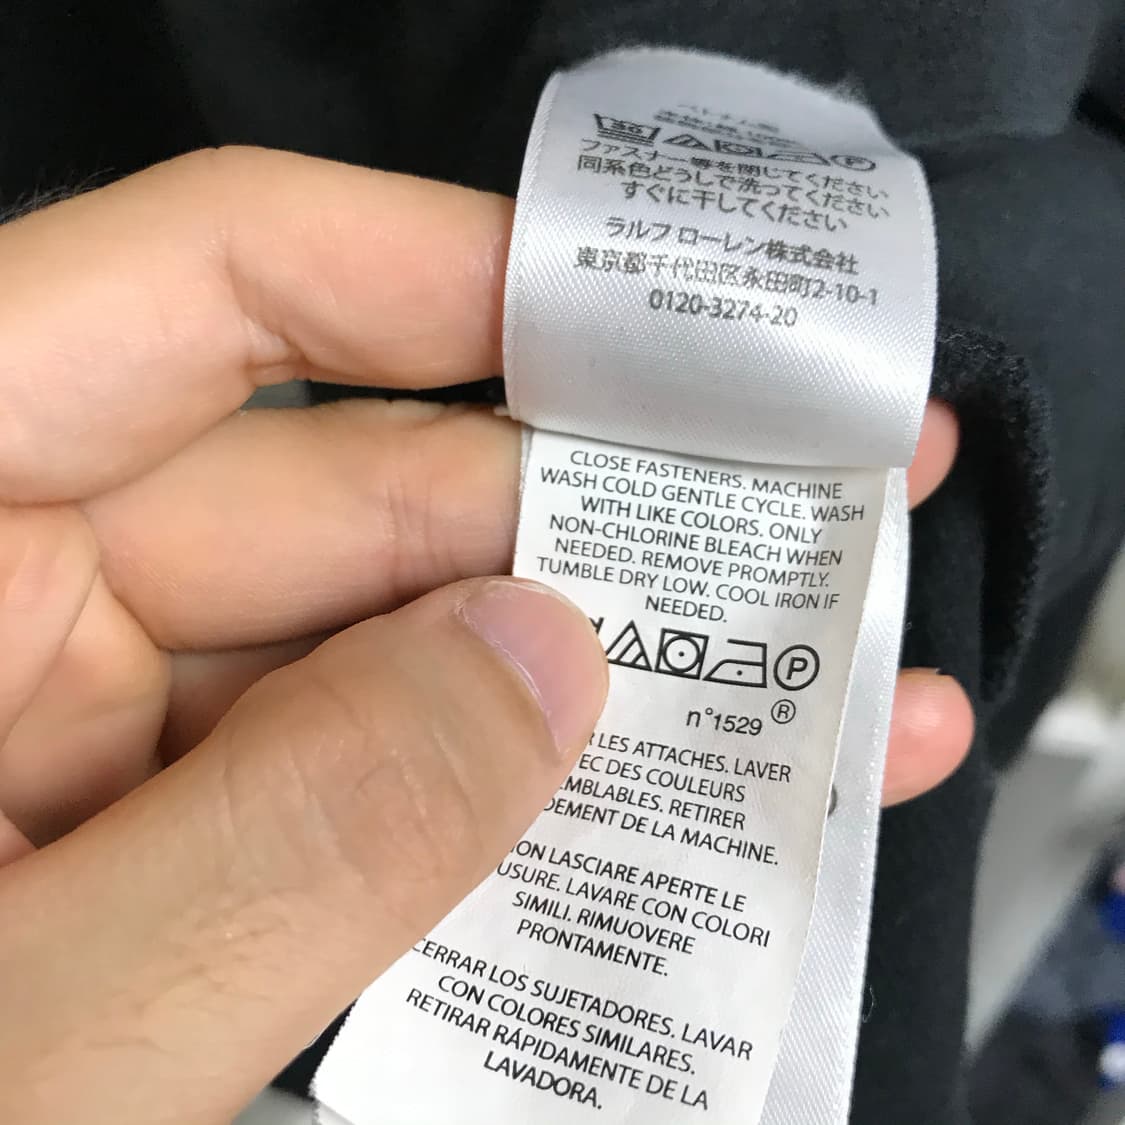 ファスナー等を閉じてください
同系色どうしで洗ってください
すぐに干してください
ラルフ ローレン株式会社
東京都千代田区永田町2-10-1
0120-3274-20
CLOSE FASTENERS. MACHINE
WASH COLD GENTLE CYCLE. WASH
WITH LIKE COLORS. ONLY
NON-CHLORINE BLEACH WHEN
NEEDED. REMOVE PROMPTLY.
TUMBLE DRY LOW. COOL IRON IF
NEEDED.
P
n°1529 ®
LES ATTACHES. LAVER
EC DES COULEURS
EMBLABLES. RETIRER
DEMENT DE LA MACHINE.
ON LASCIARE APERTE LE
USURE. LAVARE CON COLORI
SIMILI. RIMUOVERE
PRONTAMENTE.
CERRAR LOS SUJETADORES. LAVAR
CON COLORES SIMILARES.
RETIRAR RÁPIDAMENTE DE LA
LAVADORA.